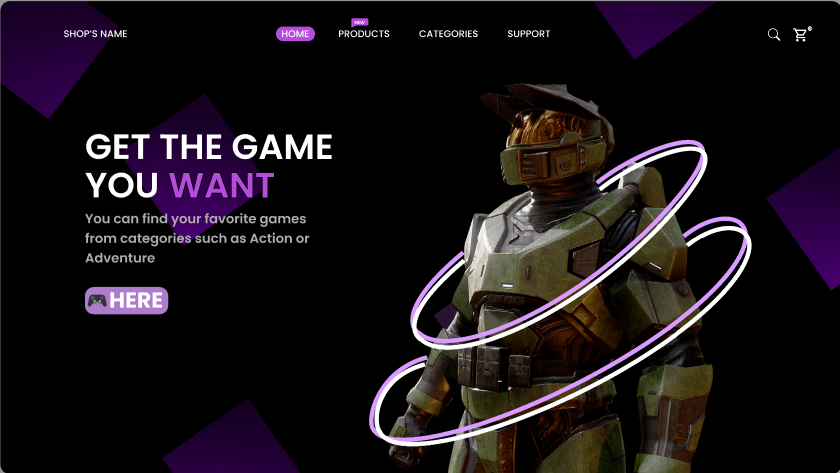 SHOP'S NAME
HOME
NEW
PRODUCTS
CATEGORIES
SUPPORT
0
GET THE GAME
YOU WANT
You can find your favorite games
from categories such as Action or
Adventure
HERE